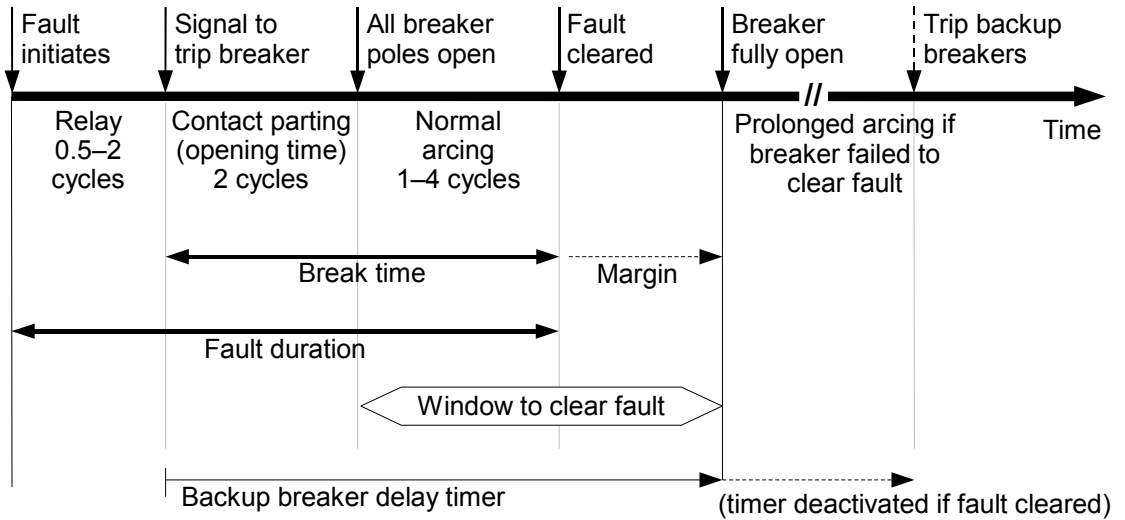 Fault
initiates
Signal to
trip breaker
All breaker
poles open
Fault
cleared
Breaker
fully open
Trip backup
breakers
//
Relay
0.5–2
cycles
Contact parting
(opening time)
2 cycles
Normal
arcing
1–4 cycles
Prolonged arcing if
breaker failed to
clear fault
Time
Break time
Margin
Fault duration
Window to clear fault
Backup breaker delay timer
(timer deactivated if fault cleared)